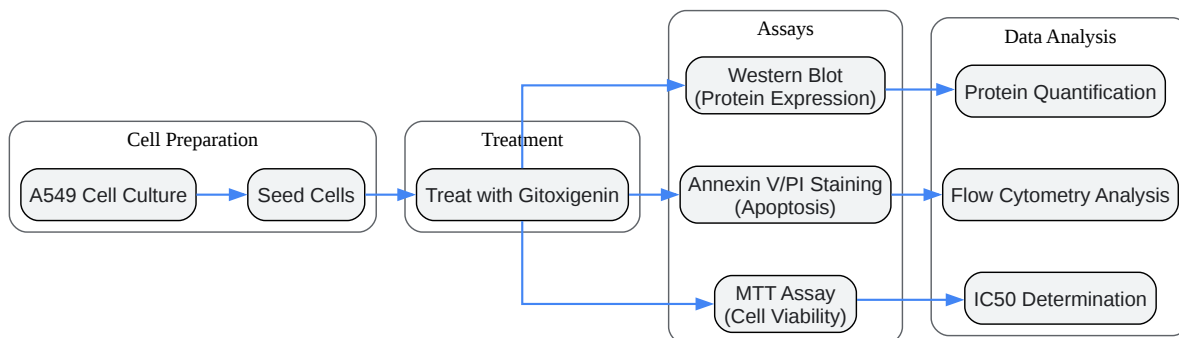 Cell Preparation
A549 Cell Culture
Seed Cells
Treatment
Treat with Gitoxigenin
Assays
Western Blot
(Protein Expression)
Annexin V/PI Staining
(Apoptosis)
MTT Assay
(Cell Viability)
Data Analysis
Protein Quantification
Flow Cytometry Analysis
IC50 Determination